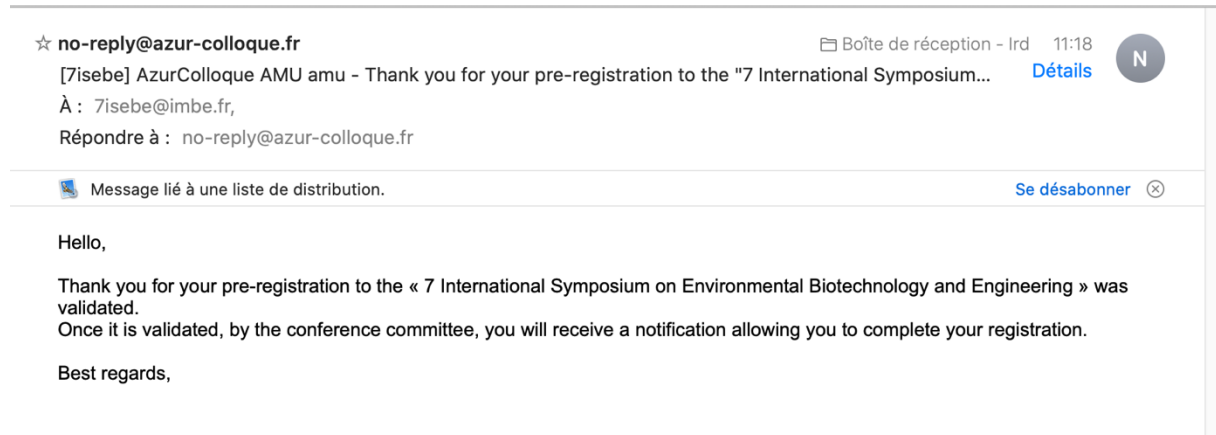 no-reply@azur-colloque.fr Boîte de réception - Ird 11:18
[7isebe] AzurColloque AMU amu - Thank you for your pre-registration to the "7 International Symposium... Détails
N
À : 7isebe@imbe.fr,
Répondre à : no-reply@azur-colloque.fr
Message lié à une liste de distribution. Se désabonner
Hello,
Thank you for your pre-registration to the « 7 International Symposium on Environmental Biotechnology and Engineering » was
validated.
Once it is validated, by the conference committee, you will receive a notification allowing you to complete your registration.
Best regards,